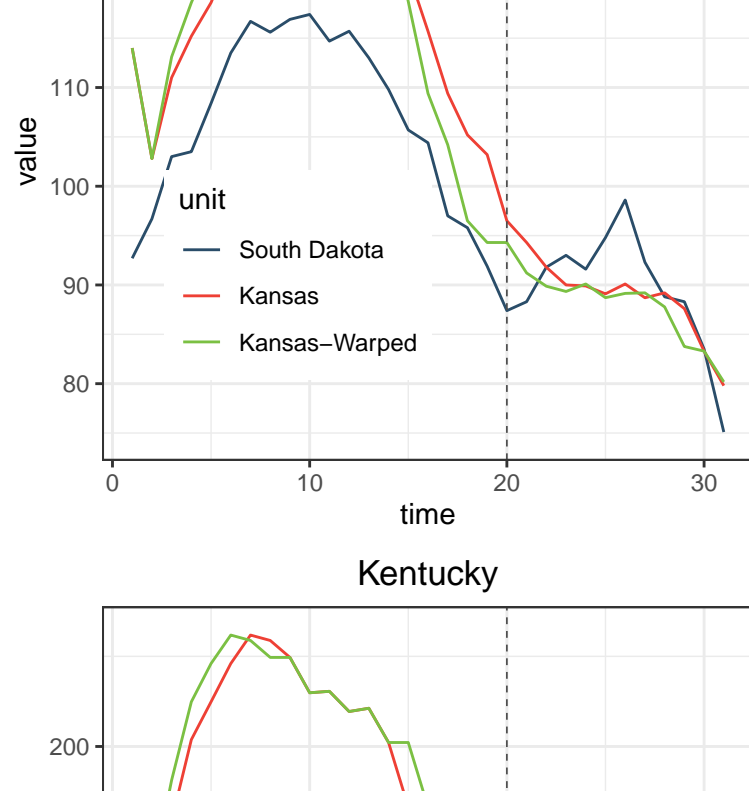 110
100
90
80
value
unit
South Dakota
Kansas
Kansas−Warped
0 10 20 30
time
Kentucky
200